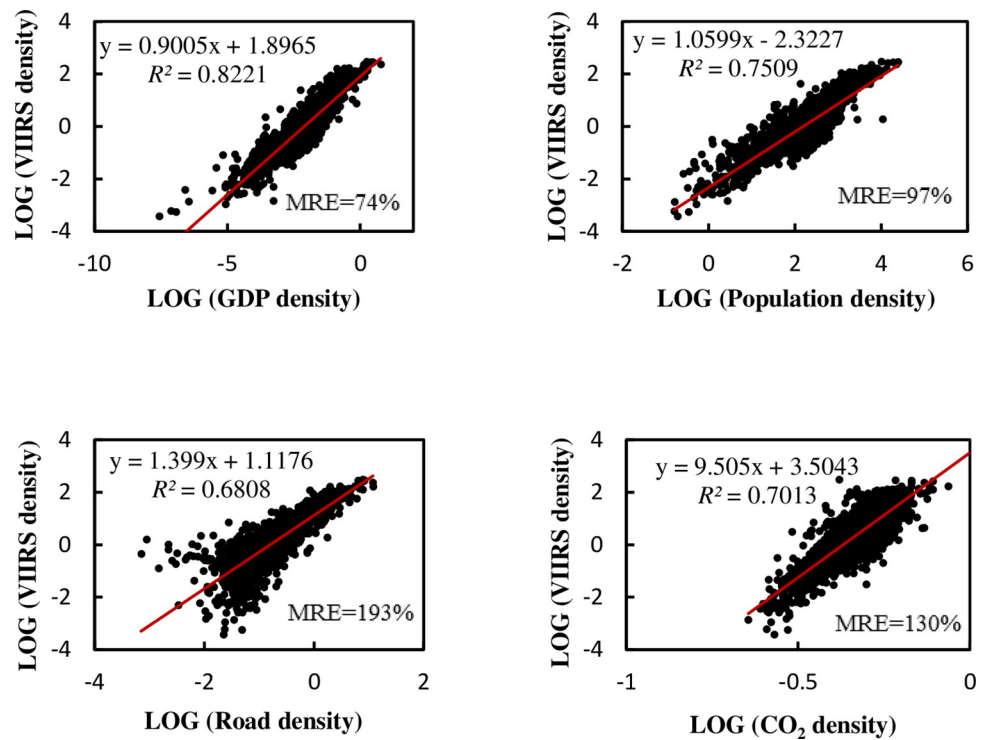 4
2
0
-2
-4
LOG (VIIRS density)
y = 0.9005x + 1.8965
R² = 0.8221
MRE=74%
-10
-5
0
LOG (GDP density)
4
2
0
-2
-4
LOG (VIIRS density)
y = 1.0599x - 2.3227
R² = 0.7509
MRE=97%
-2
0
2
4
6
LOG (Population density)
4
2
0
-2
-4
LOG (VIIRS density)
y = 1.399x + 1.1176
R² = 0.6808
MRE=193%
-4
-2
0
2
LOG (Road density)
4
2
0
-2
-4
LOG (VIIRS density)
y = 9.505x + 3.5043
R² = 0.7013
MRE=130%
-1
-0.5
0
LOG (CO₂ density)